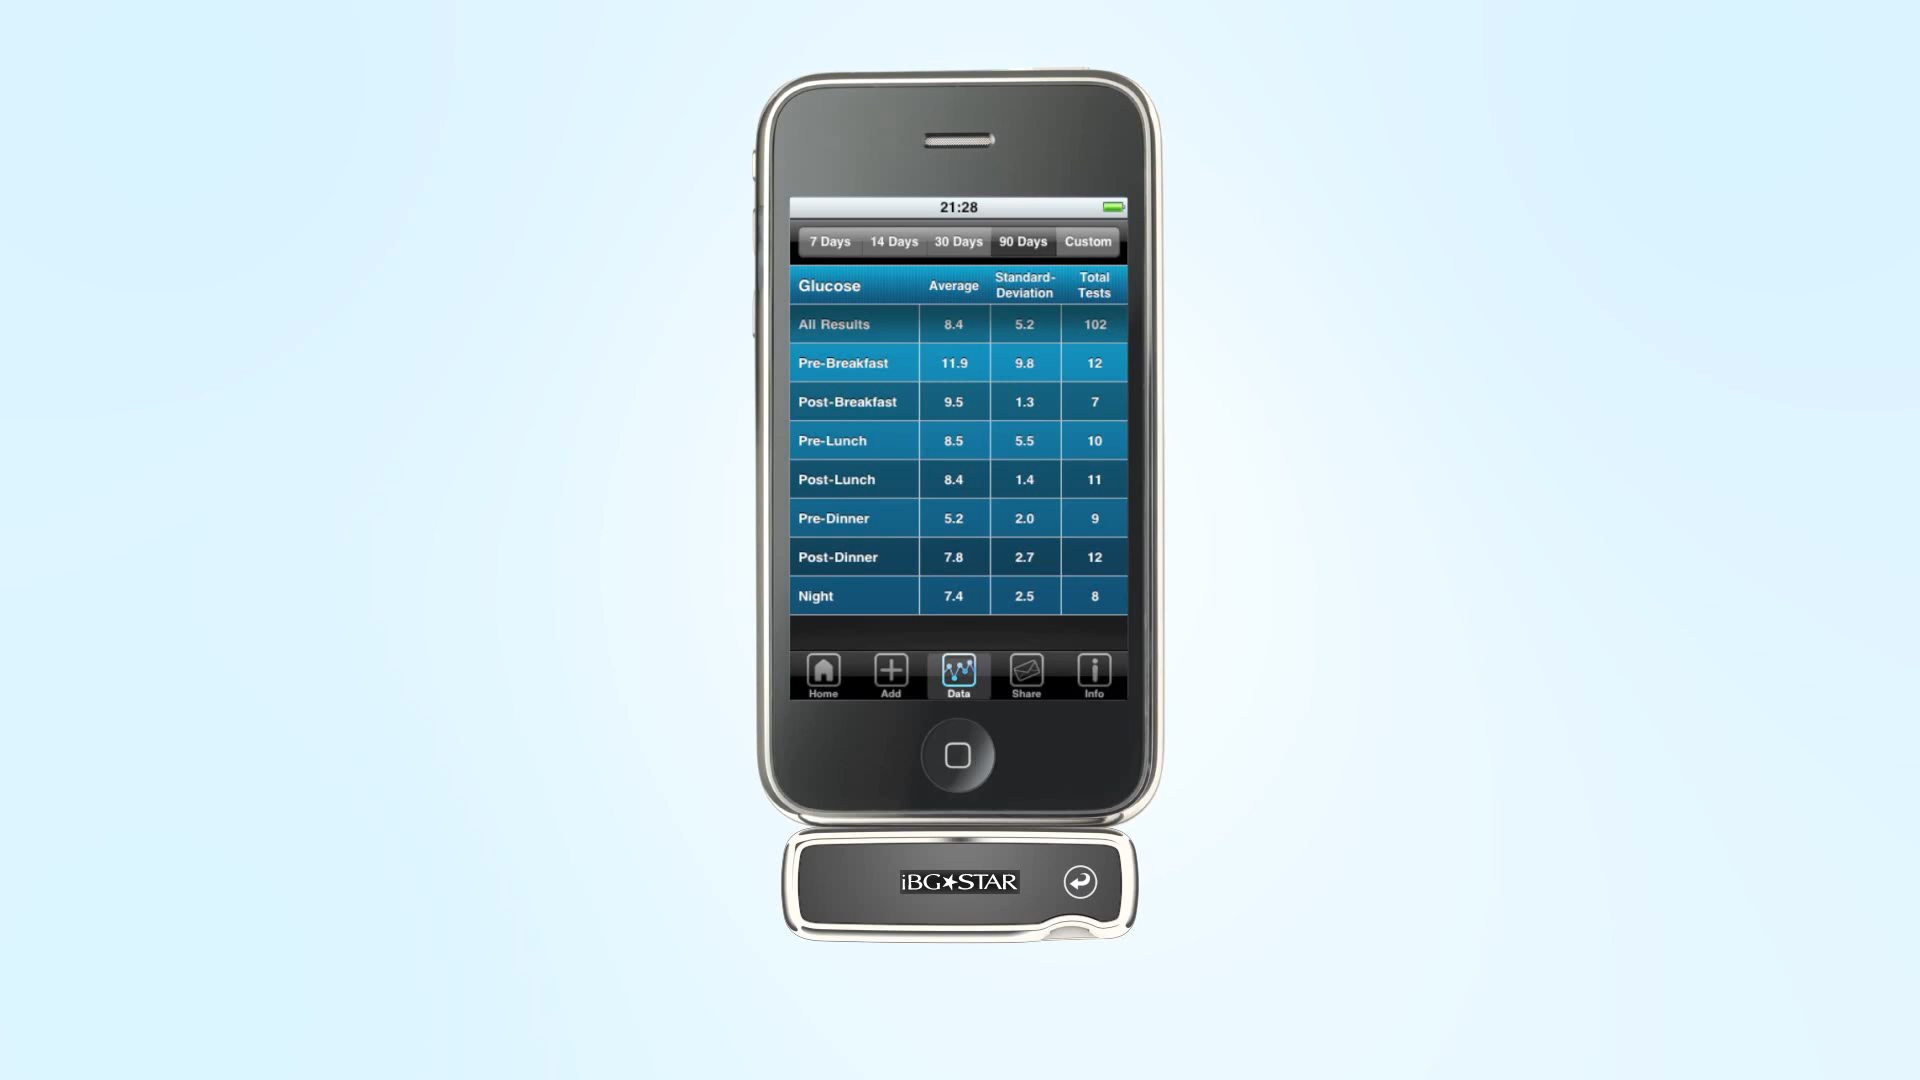 21:28
7 Days 14 Days 30 Days 90 Days Custom
Glucose Average Standard-Deviation Total Tests
All Results 8.4 5.2 102
Pre-Breakfast 11.9 9.8 12
Post-Breakfast 9.5 1.3 7
Pre-Lunch 8.5 5.5 10
Post-Lunch 8.4 1.4 11
Pre-Dinner 5.2 2.0 9
Post-Dinner 7.8 2.7 12
Night 7.4 2.5 8
Home Add Data Share Info
iBG★STAR